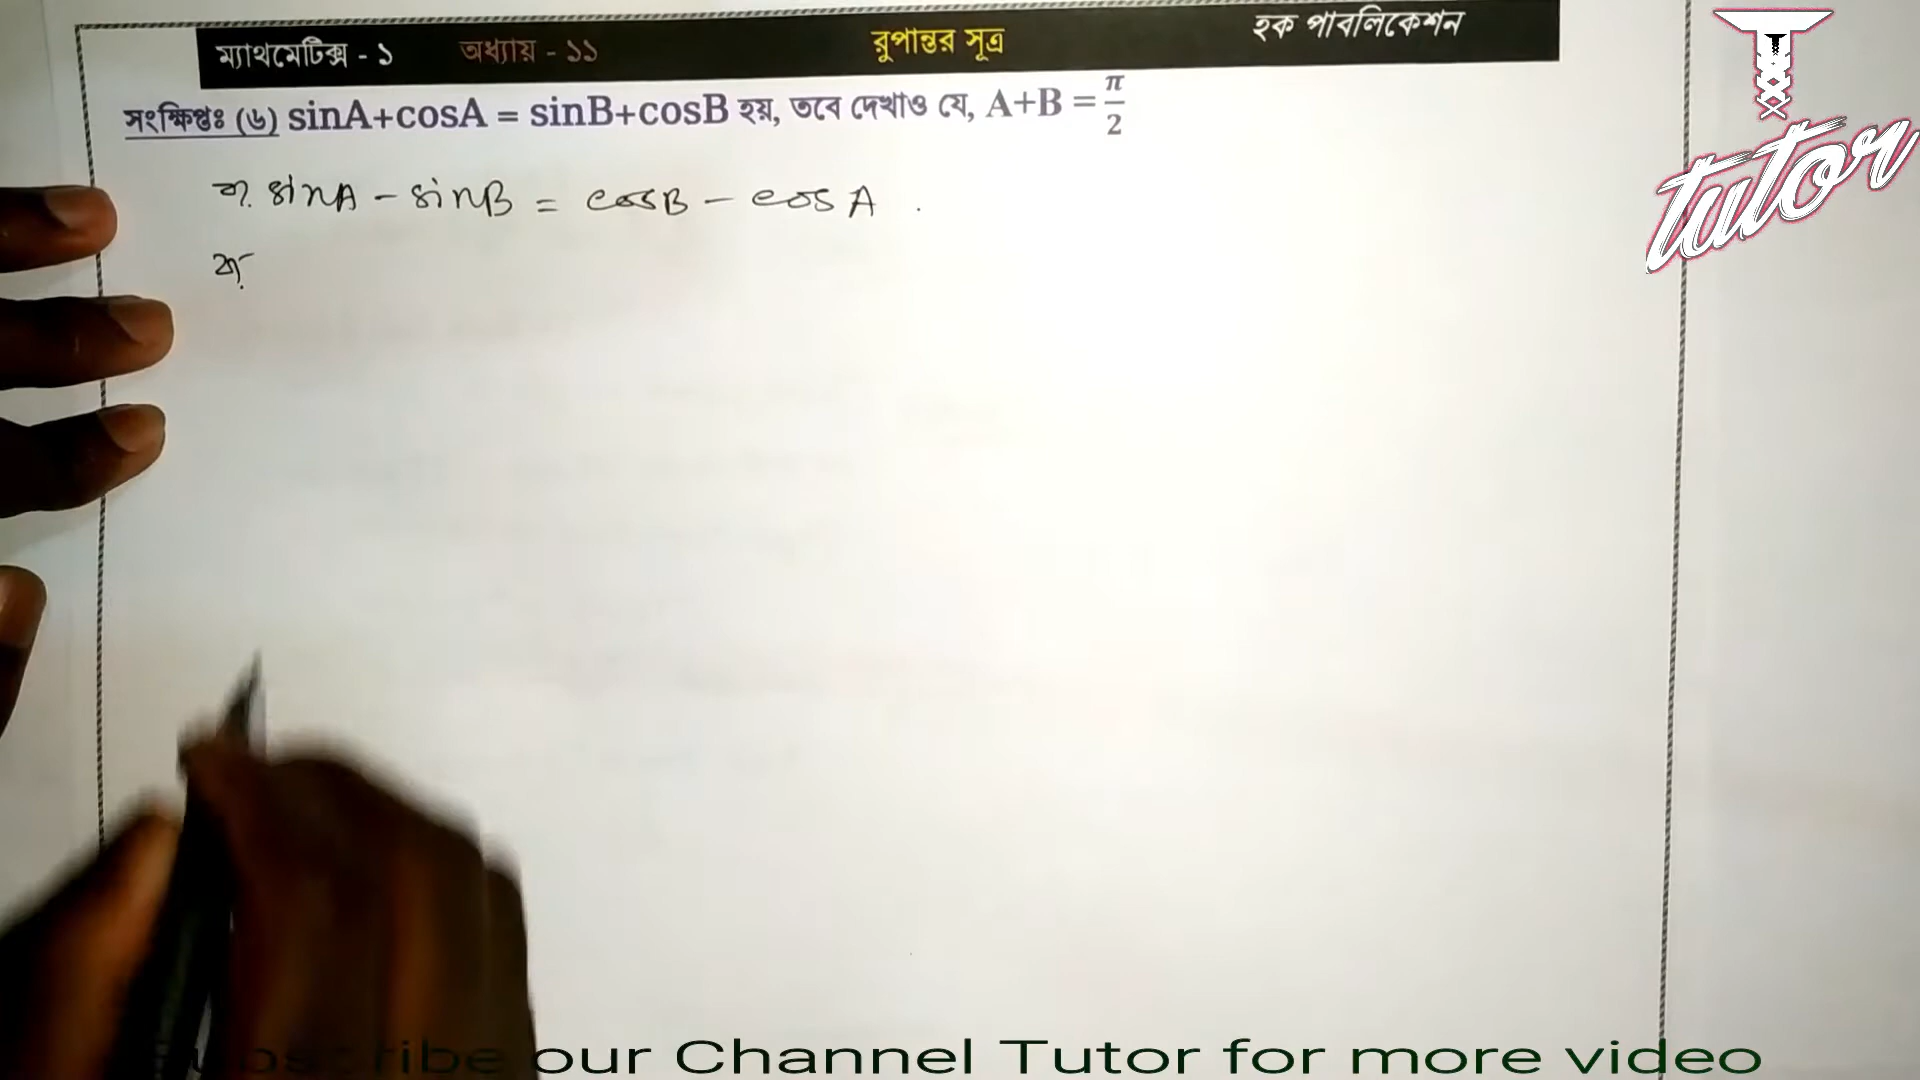 ম্যাথমেটিক্স - ১ অধ্যায় - ১১ রুপান্তর সূত্র হক পাবলিকেশন
সংক্ষিপ্তঃ (৬) sinA+cosA = sinB+cosB হয়, তবে দেখাও যে, A+B = π/2
বা, sinA - sinB = cosB - cosA .
বা,
tutor
our Channel Tutor for more video